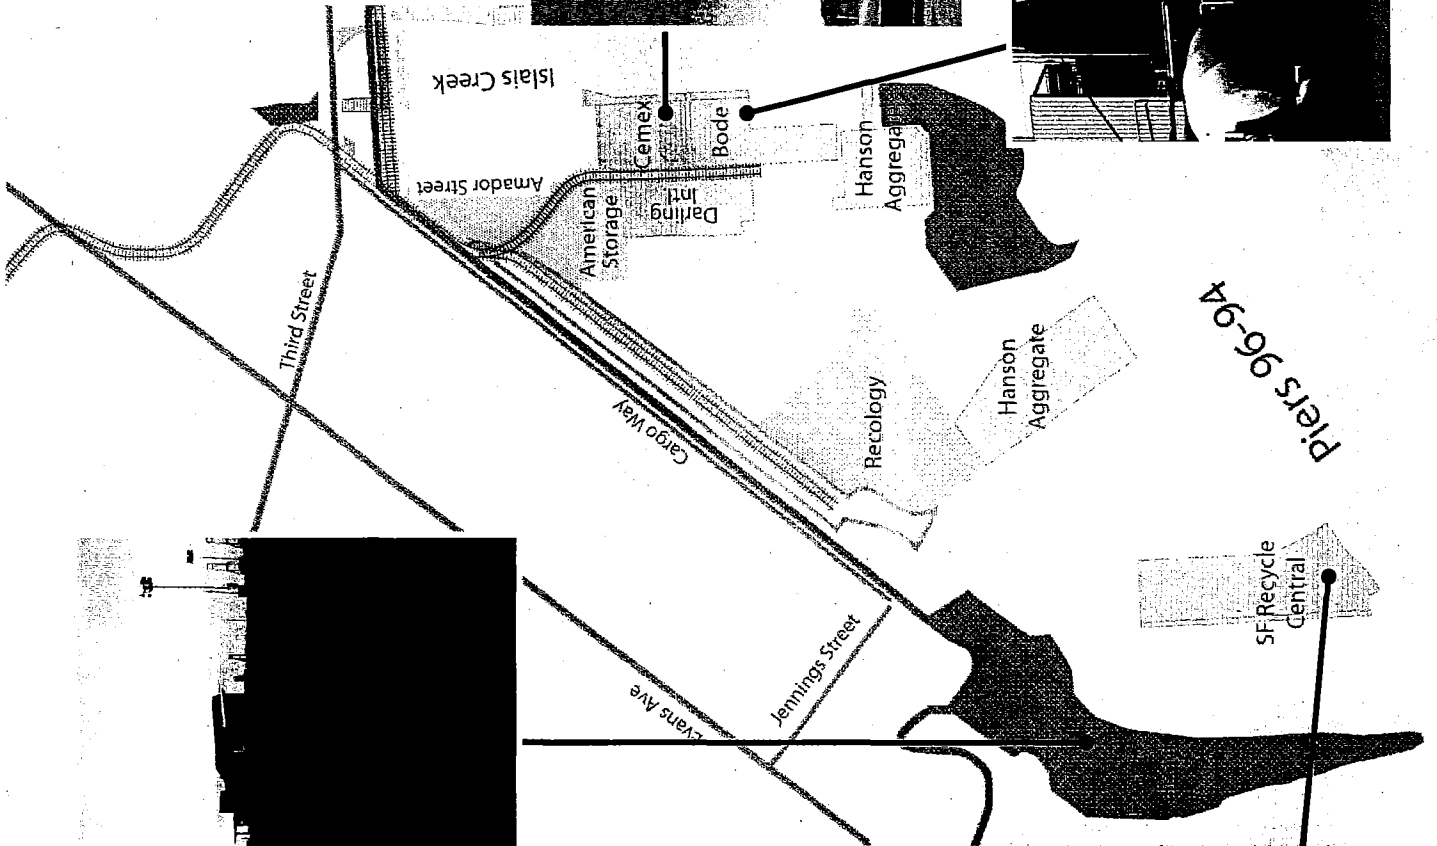 Islais Creek
Cemex
Bode
Hanson
Aggrega
Amador Street
American
Storage
Darling
Intl
Third Street
Cargo Way
Recology
Hanson
Aggregate
Piers 96-94
SF Recycle
Central
Jennings Street
Evans Ave